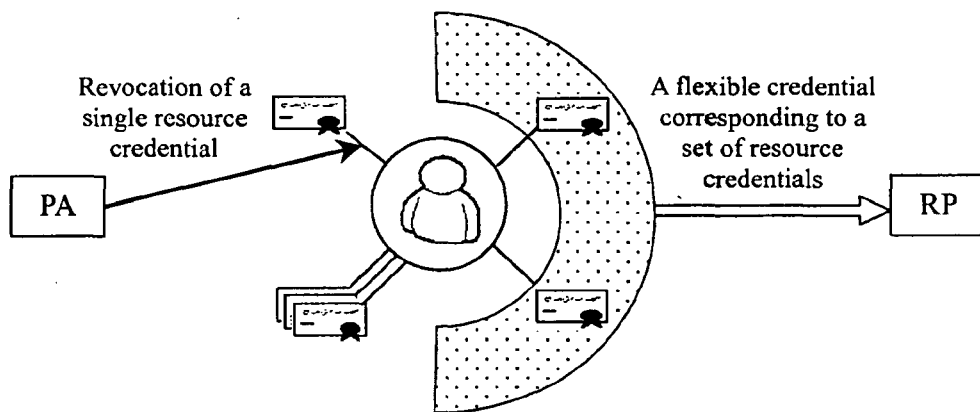 Revocation of a
single resource
credential
A flexible credential
corresponding to a
set of resource
credentials
PA
RP